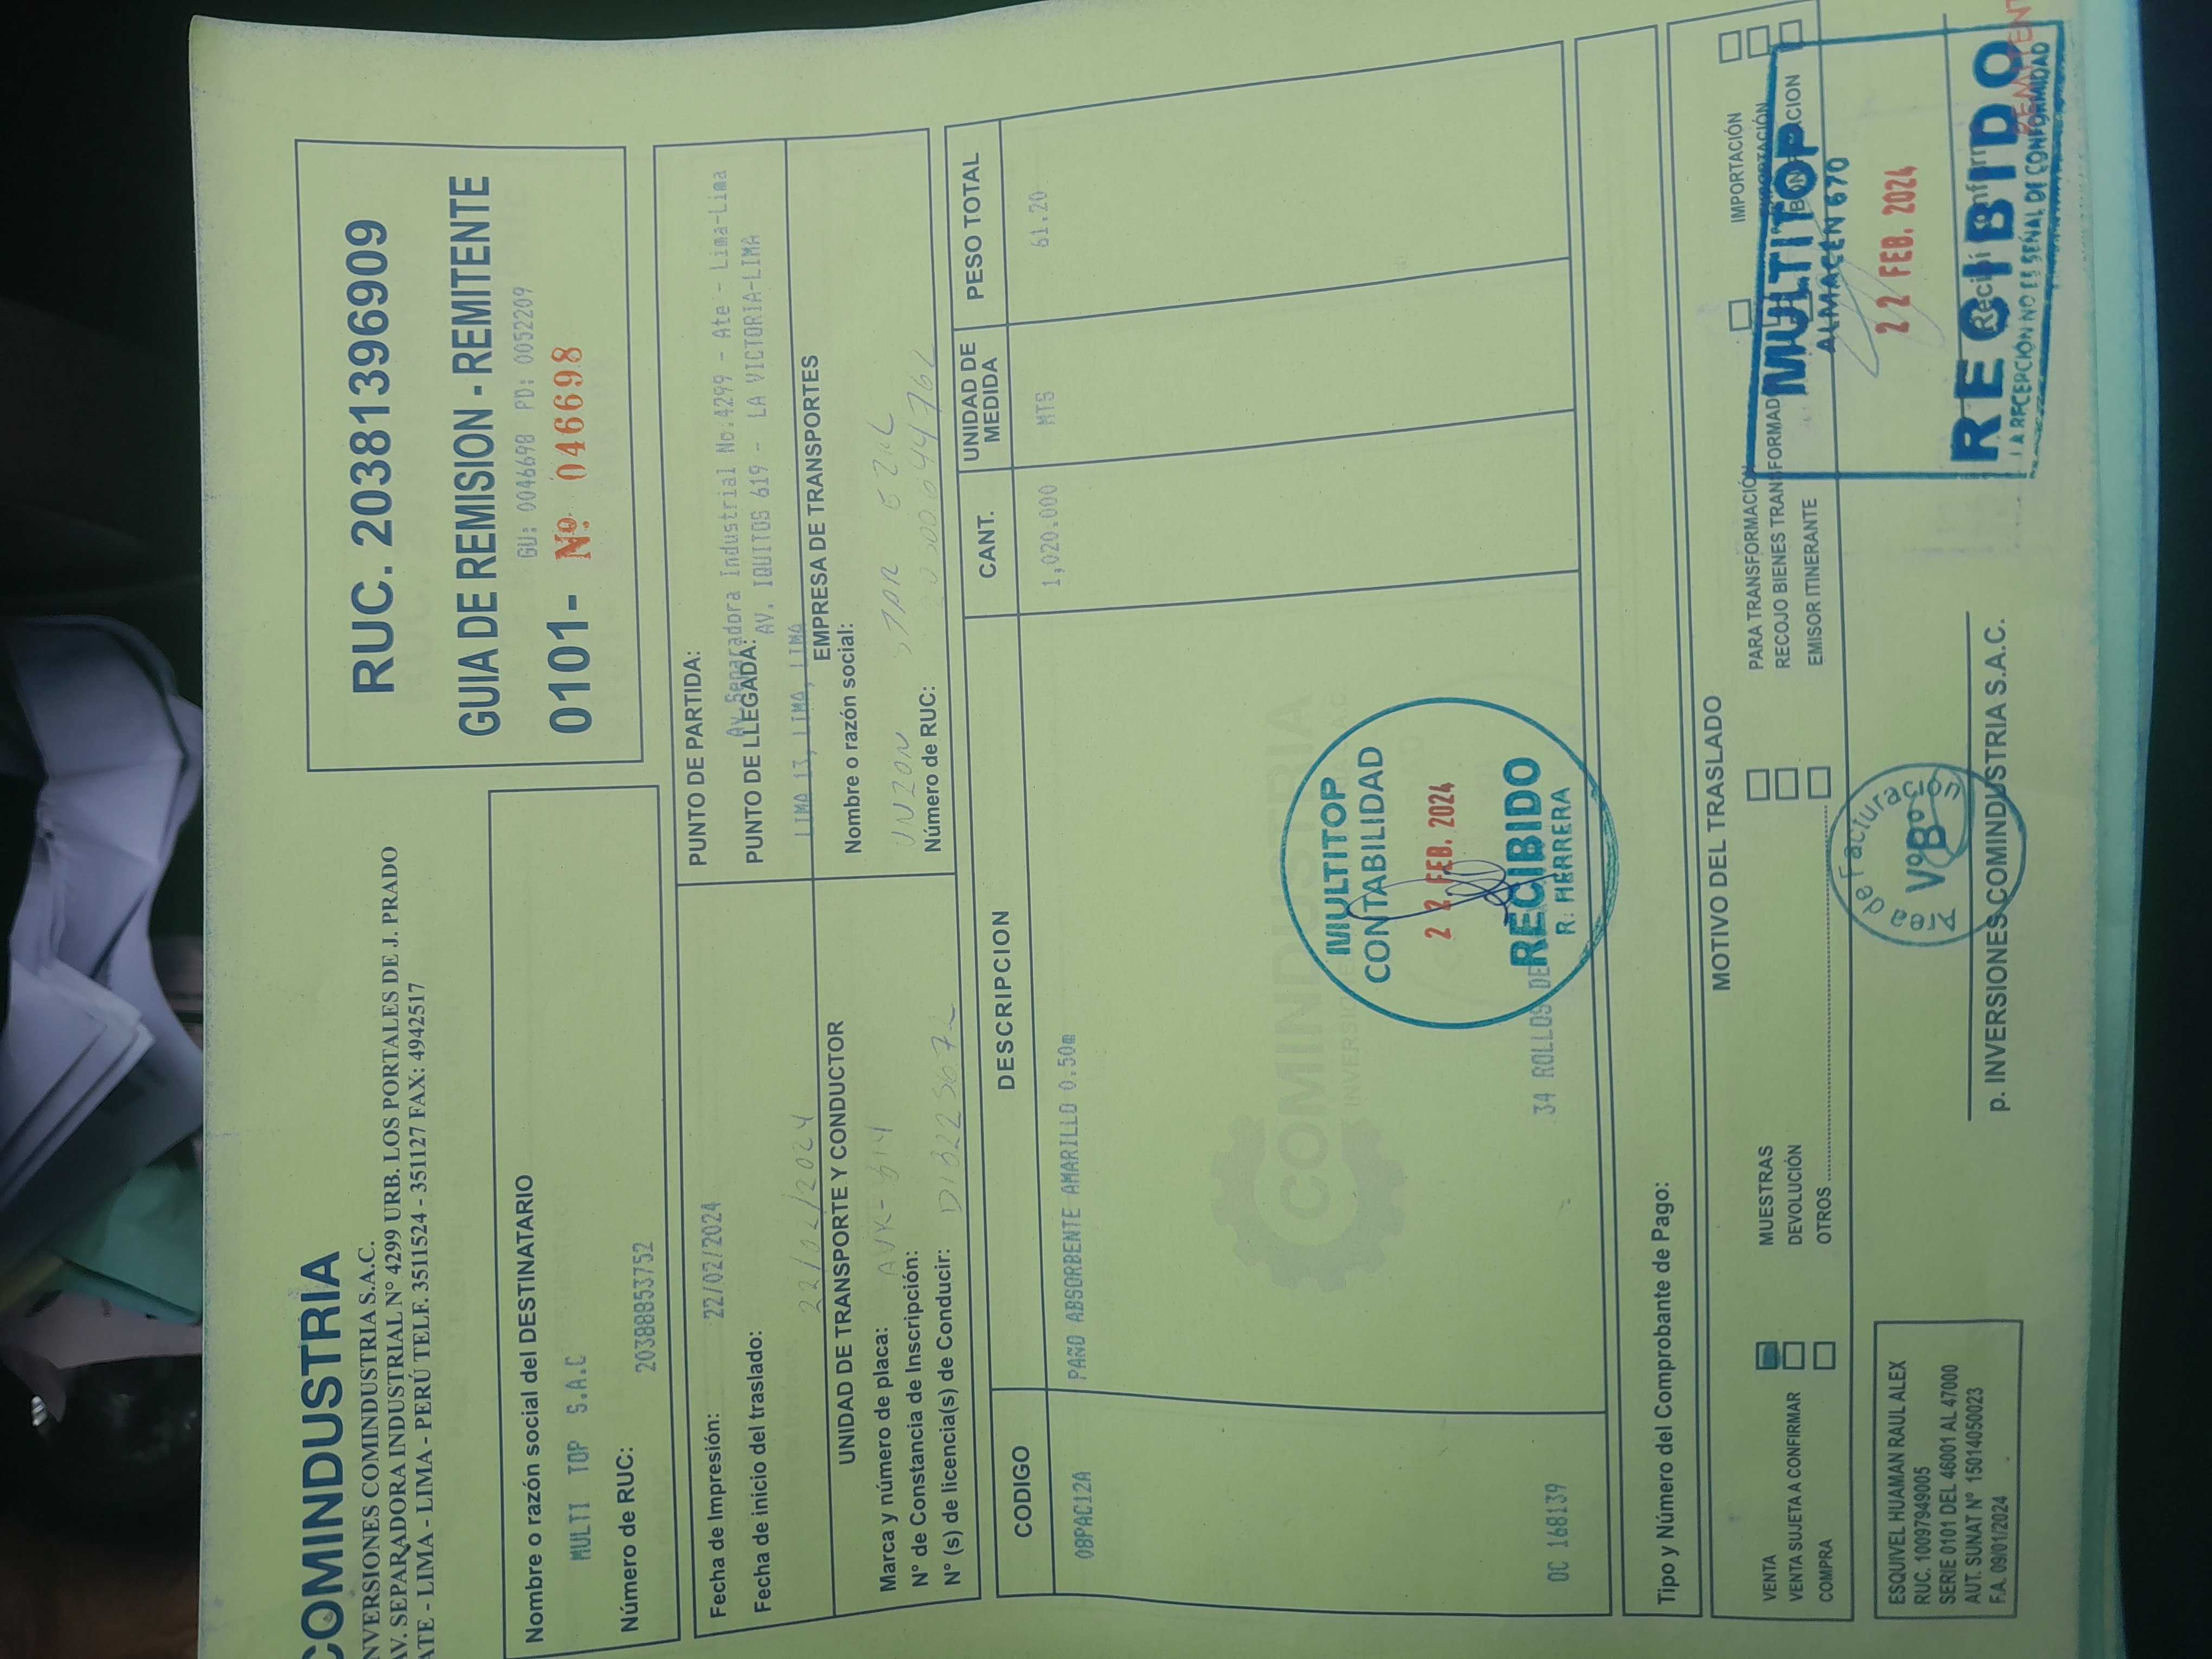 COMINDUSTRIA
INVERSIONES COMINDUSTRIA S.A.C.
AV. SEPARADORA INDUSTRIAL N° 4299 URB. LOS PORTALES DE J. PRADO
ATE - LIMA - LIMA - PERÚ TELF. 3511524 - 351127 FAX: 4942517
RUC. 20381396909
GUIA DE REMISION - REMITENTE
GU: 0046698 PD: 0052209
0101- Nº 046698
Nombre o razón social del DESTINATARIO
MULTI TOP S.A.C
Número de RUC:
20388853752
Fecha de Impresión: 22/02/2024
Fecha de inicio del traslado:
22/02/2024
PUNTO DE PARTIDA:
Av Separadora Industrial No.4299 - Ate - Lima-Lima
PUNTO DE LLEGADA:
AV. IQUITOS 619 - LA VICTORIA-LIMA
LIMA 13, LIMA, LIMA
UNIDAD DE TRANSPORTE Y CONDUCTOR
Marca y número de placa:
N° de Constancia de Inscripción:
N° (s) de licencia(s) de Conducir:
EMPRESA DE TRANSPORTES
Nombre o razón social:
Número de RUC:
CODIGO DESCRIPCION CANT. UNIDAD DE MEDIDA PESO TOTAL
08PAC12A PAÑO ABSORBENTE AMARILLO 0.50m 1,020.000 MTS 61.20
COMINDUSTRIA
MULTITOP
CONTABILIDAD
22 FEB. 2024
RECIBIDO
R. HERRERA
OC 168139 34 ROLLOS DE
Tipo y Número del Comprobante de Pago:
MOTIVO DEL TRASLADO
VENTA
VENTA SUJETA A CONFIRMAR
COMPRA
MUESTRAS
DEVOLUCIÓN
OTROS
PARA TRANSFORMACIÓN
RECOJO BIENES TRANSFORMAD
EMISOR ITINERANTE
IMPORTACIÓN
MULTITOP
ALMACEN 670
22 FEB. 2024
RECIBIDO
LA RECEPCIÓN NO ES SEÑAL DE CONFORMIDAD
ESQUIVEL HUAMAN RAUL ALEX
RUC. 10097949005
SERIE 0101 DEL 46001 AL 47000
AUT. SUNAT Nº 15014050023
F.A. 09/01/2024
de Facturación
VºBº
p. INVERSIONES COMINDUSTRIA S.A.C.